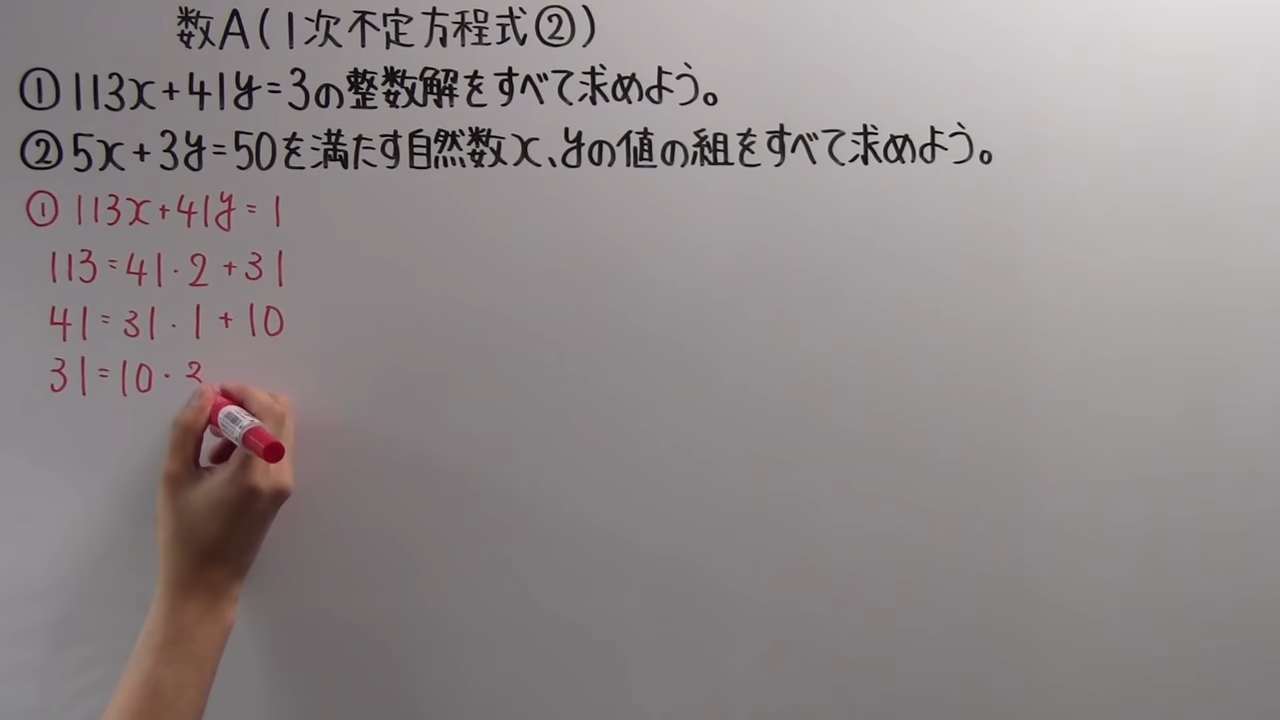 数A(1次不定方程式②)
①113x+41y=3の整数解をすべて求めよう。
②5x+3y=50を満たす自然数x、yの値の組をすべて求めよう。
①113x+41y=1
113=41·2+31
41=31·1+10
31=10·3